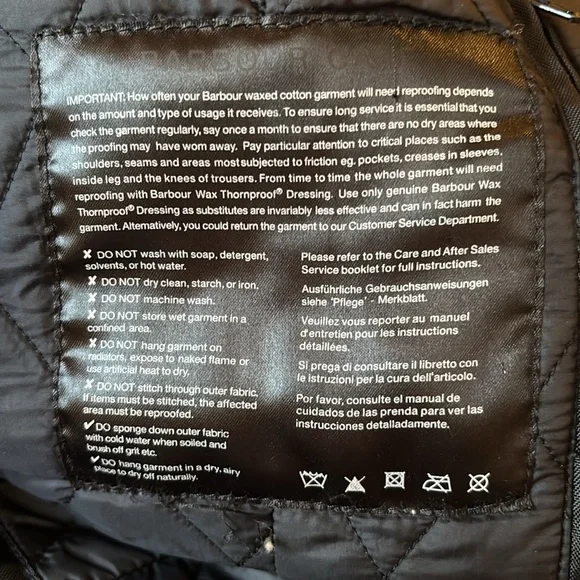 BARBOUR
IMPORTANT: How often your Barbour waxed cotton garment will need reproofing depends
on the amount and type of usage it receives. To ensure long service it is essential that you
check the garment regularly, say once a month to ensure that there are no dry areas where
the proofing may have worn away. Pay particular attention to critical places such as the
shoulders, seams and areas most subjected to friction eg. pockets, creases in sleeves,
inside leg and the knees of trousers. From time to time the whole garment will need
reproofing with Barbour Wax Thornproof® Dressing. Use only genuine Barbour Wax
Thornproof® Dressing as substitutes are invariably less effective and can in fact harm the
garment. Alternatively, you could return the garment to our Customer Service Department.
✘ DO NOT wash with soap, detergent,
solvents, or hot water.
✘ DO NOT dry clean, starch, or iron.
✘ DO NOT machine wash.
✘ DO NOT store wet garment in a
confined area.
✘ DO NOT hang garment on
radiators, expose to naked flame or
use artificial heat to dry.
✘ DO NOT stitch through outer fabric.
If items must be stitched, the affected
area must be reproofed.
✔ DO sponge down outer fabric
with cold water when soiled and
brush off grit etc.
✔ DO hang garment in a dry, airy
place to dry off naturally.
Please refer to the Care and After Sales
Service booklet for full instructions.
Ausführliche Gebrauchsanweisungen
siehe 'Pflege' - Merkblatt.
Veuillez vous reporter au manuel
d'entretien pour les instructions
détaillées.
Si prega di consultare il libretto con
le istruzioni per la cura dell'articolo.
Por favor, consulte el manual de
cuidados de las prenda para ver las
instrucciones detalladamente.